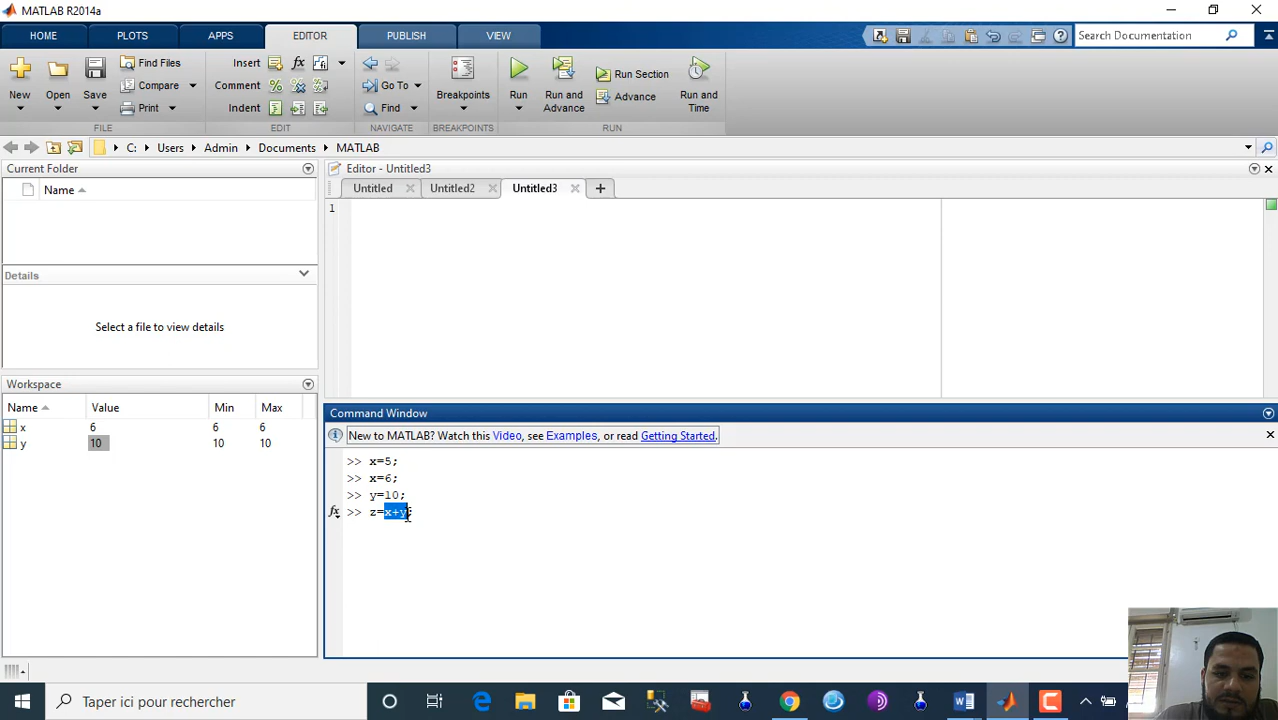 MATLAB R2014a
HOME PLOTS APPS EDITOR PUBLISH VIEW
Search Documentation
New Open Save Find Files Compare Print
Insert Comment Indent
Go To Find
Breakpoints
Run Run and Advance Run Section Advance Run and Time
FILE EDIT NAVIGATE BREAKPOINTS RUN
C: Users Admin Documents MATLAB
Current Folder
Name
Details
Select a file to view details
Workspace
Name Value Min Max
x 6 6 6
y 10 10 10
Editor - Untitled3
Untitled Untitled2 Untitled3
1
Command Window
New to MATLAB? Watch this Video, see Examples, or read Getting Started.
>> x=5;
>> x=6;
>> y=10;
fx >> z=x+y;
Taper ici pour rechercher